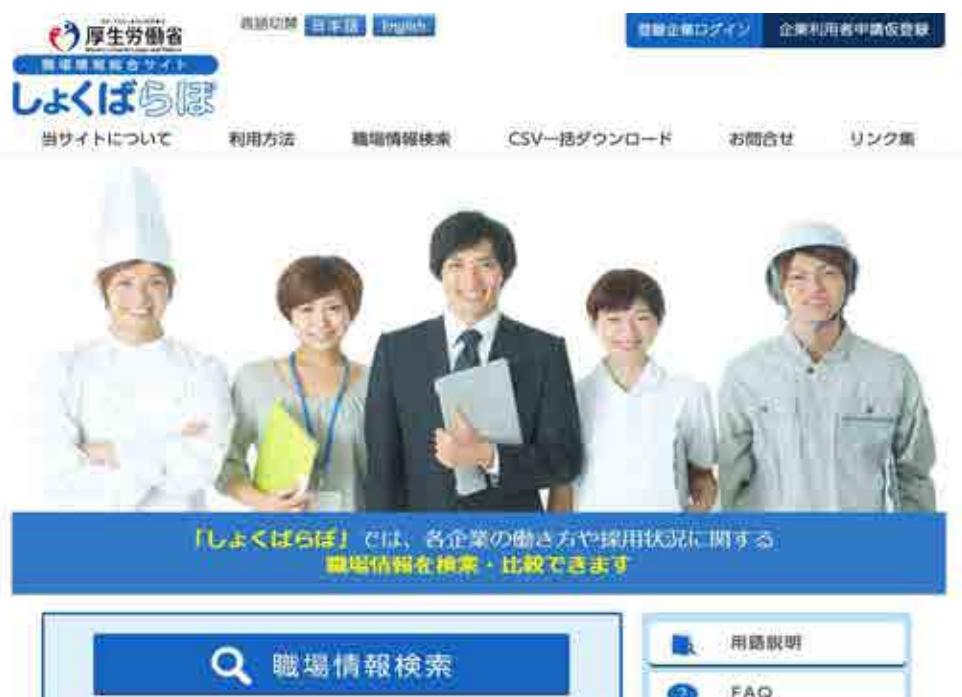 厚生労働省
言語切替 日本語 English
登録企業ログイン 企業利用者申請仮登録
職場情報総合サイト
しょくばらぼ
当サイトについて 利用方法 職場情報検索 CSV一括ダウンロード お問合せ リンク集
「しょくばらぼ」では、各企業の働き方や採用状況に関する
職場情報を検索・比較できます
職場情報検索
用語説明
FAQ